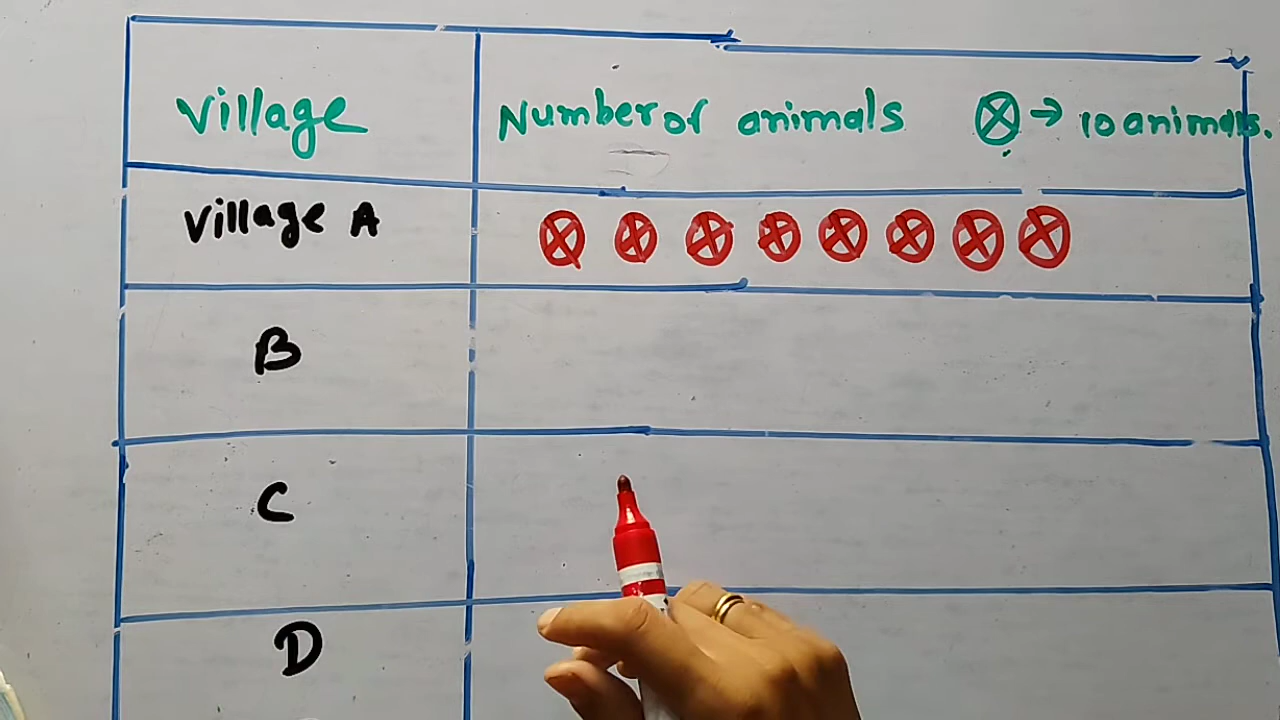 Village Number of animals ⊗ → 10 animals.
Village A ⊗ ⊗ ⊗ ⊗ ⊗ ⊗ ⊗ ⊗
B
C
D